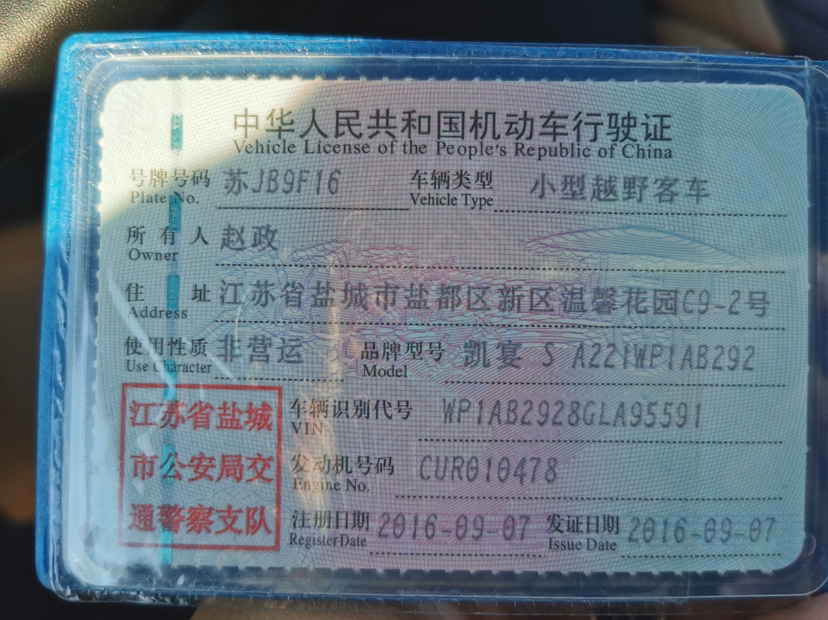 中华人民共和国机动车行驶证
Vehicle License of the People's Republic of China
号牌号码 苏JB9F16 车辆类型 小型越野客车
Plate No. Vehicle Type
所有人 赵政
Owner
住址 江苏省盐城市盐都区新区温馨花园C9-2号
Address
使用性质 非营运 品牌型号 凯宴 S A221WP1AB292
Use Character Model
江苏省盐城 车辆识别代号 WP1AB2928GLA95591
VIN
市公安局交 发动机号码 CUR010478
Engine No.
通警察支队 注册日期 2016-09-07 发证日期 2016-09-07
Register Date Issue Date